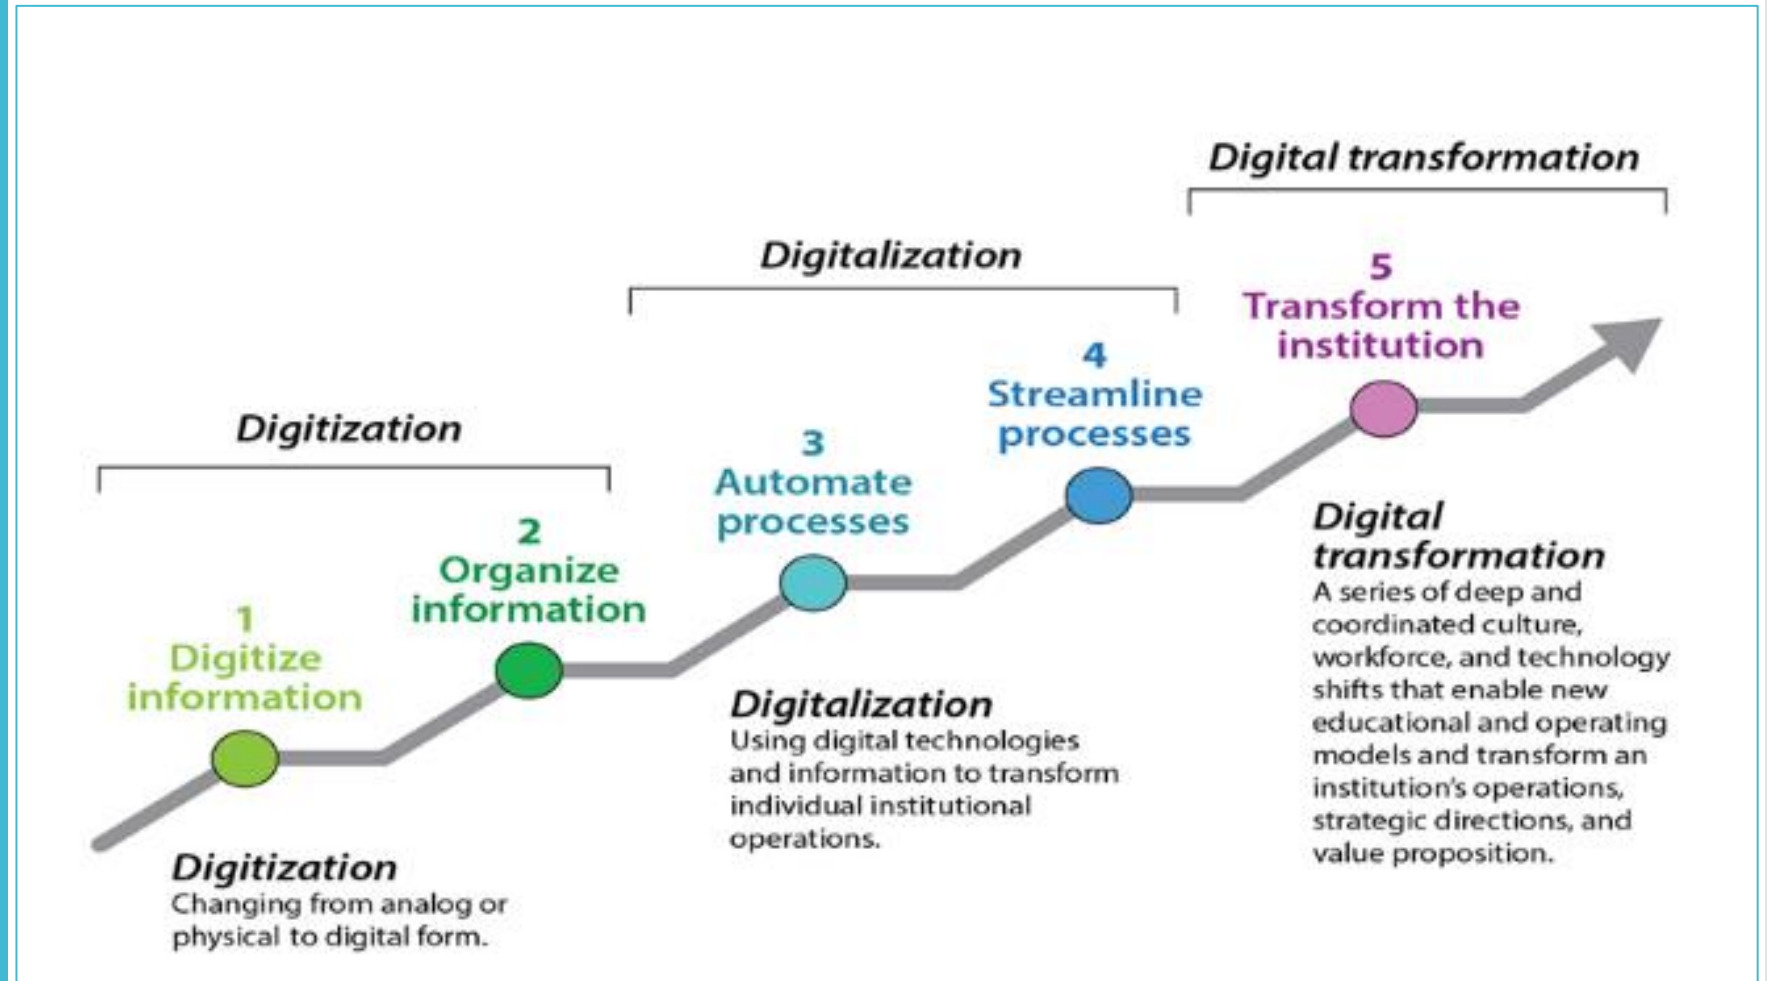 Digital transformation
Digitalization
Digitization
1
Digitize
information
2
Organize
information
3
Automate
processes
4
Streamline
processes
5
Transform the
institution
Digitization
Changing from analog or
physical to digital form.
Digitalization
Using digital technologies
and information to transform
individual institutional
operations.
Digital
transformation
A series of deep and
coordinated culture,
workforce, and technology
shifts that enable new
educational and operating
models and transform an
institution's operations,
strategic directions, and
value proposition.